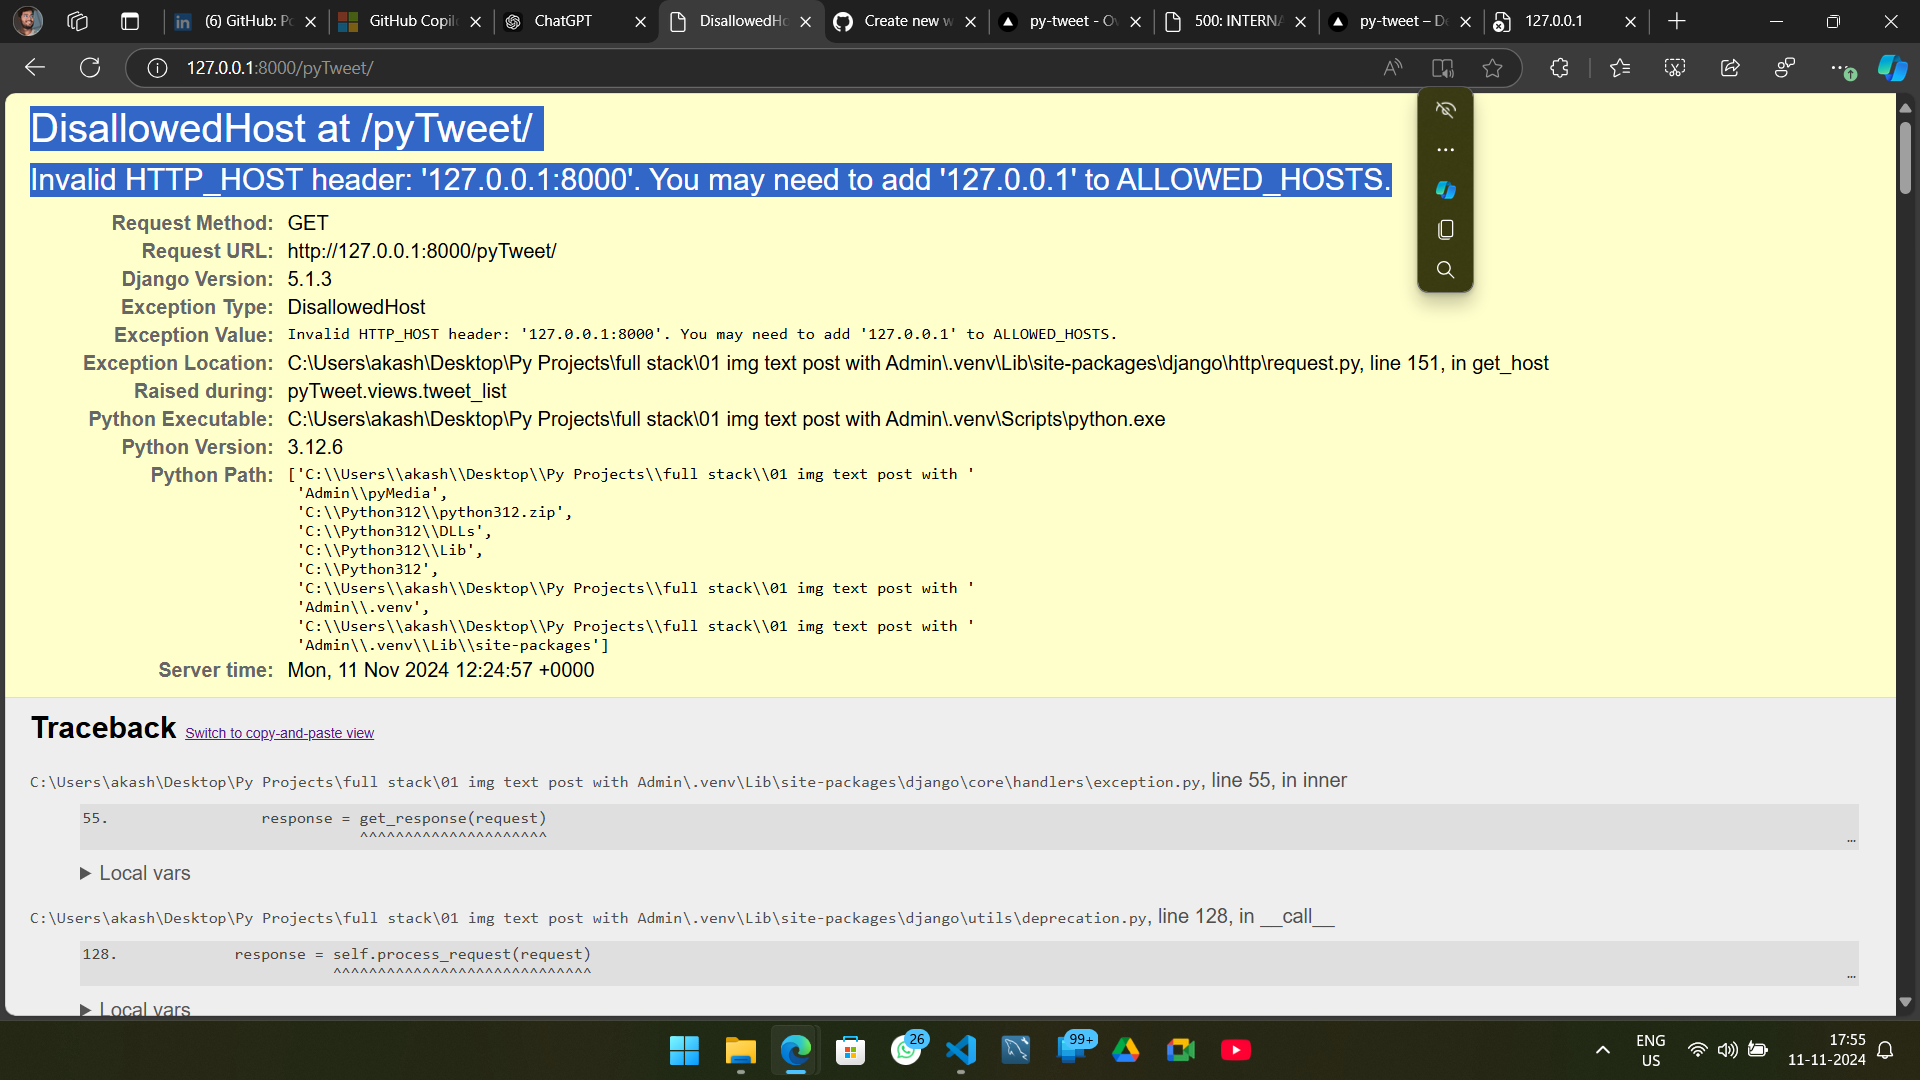 (6) GitHub: Po
GitHub Copilo
ChatGPT
DisallowedHo
Create new w
py-tweet - Ov
500: INTERNA
py-tweet – De
127.0.0.1
127.0.0.1:8000/pyTweet/
DisallowedHost at /pyTweet/
Invalid HTTP_HOST header: '127.0.0.1:8000'. You may need to add '127.0.0.1' to ALLOWED_HOSTS.
Request Method: GET
Request URL: http://127.0.0.1:8000/pyTweet/
Django Version: 5.1.3
Exception Type: DisallowedHost
Exception Value: Invalid HTTP_HOST header: '127.0.0.1:8000'. You may need to add '127.0.0.1' to ALLOWED_HOSTS.
Exception Location: C:\Users\akash\Desktop\Py Projects\full stack\01 img text post with Admin\.venv\Lib\site-packages\django\http\request.py, line 151, in get_host
Raised during: pyTweet.views.tweet_list
Python Executable: C:\Users\akash\Desktop\Py Projects\full stack\01 img text post with Admin\.venv\Scripts\python.exe
Python Version: 3.12.6
Python Path: ['C:\\Users\\akash\\Desktop\\Py Projects\\full stack\\01 img text post with '
'Admin\\pyMedia',
'C:\\Python312\\python312.zip',
'C:\\Python312\\DLLs',
'C:\\Python312\\Lib',
'C:\\Python312',
'C:\\Users\\akash\\Desktop\\Py Projects\\full stack\\01 img text post with '
'Admin\\.venv',
'C:\\Users\\akash\\Desktop\\Py Projects\\full stack\\01 img text post with '
'Admin\\.venv\\Lib\\site-packages']
Server time: Mon, 11 Nov 2024 12:24:57 +0000
Traceback Switch to copy-and-paste view
C:\Users\akash\Desktop\Py Projects\full stack\01 img text post with Admin\.venv\Lib\site-packages\django\core\handlers\exception.py, line 55, in inner
55. response = get_response(request)
^^^^^^^^^^^^^^^^^^^^^
…
▶ Local vars
C:\Users\akash\Desktop\Py Projects\full stack\01 img text post with Admin\.venv\Lib\site-packages\django\utils\deprecation.py, line 128, in __call__
128. response = self.process_request(request)
^^^^^^^^^^^^^^^^^^^^^^^^^^^^^
…
▶ Local vars
26
99+
ENG
US
17:55
11-11-2024